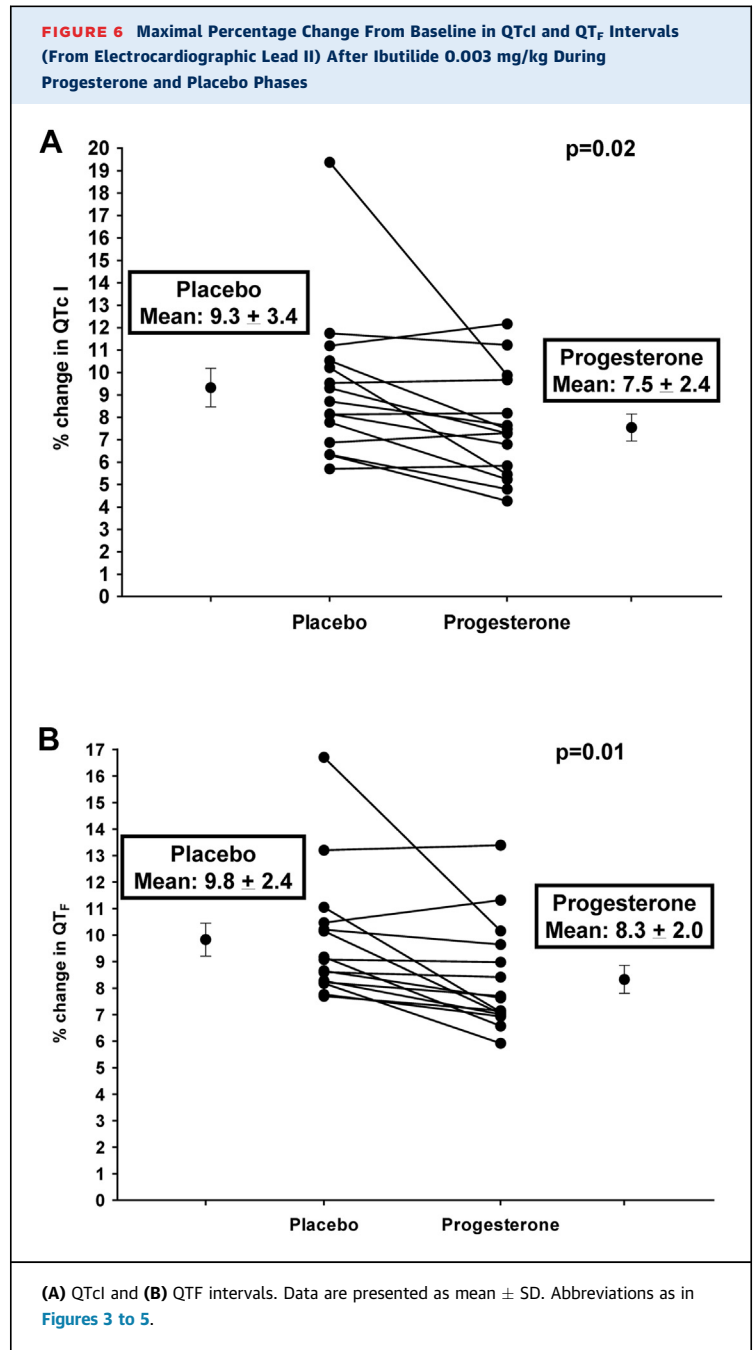 FIGURE 6 Maximal Percentage Change From Baseline in QTcI and QTF Intervals
(From Electrocardiographic Lead II) After Ibutilide 0.003 mg/kg During
Progesterone and Placebo Phases
A
p=0.02
20
19
18
17
16
15
14
13
12
11
10
9
8
7
6
5
4
3
2
1
0
% change in QTc I
Placebo
Mean: 9.3 ± 3.4
Progesterone
Mean: 7.5 ± 2.4
Placebo Progesterone
B
p=0.01
17
16
15
14
13
12
11
10
9
8
7
6
5
4
3
2
1
0
% change in QTF
Placebo
Mean: 9.8 ± 2.4
Progesterone
Mean: 8.3 ± 2.0
Placebo Progesterone
(A) QTcI and (B) QTF intervals. Data are presented as mean ± SD. Abbreviations as in
Figures 3 to 5.